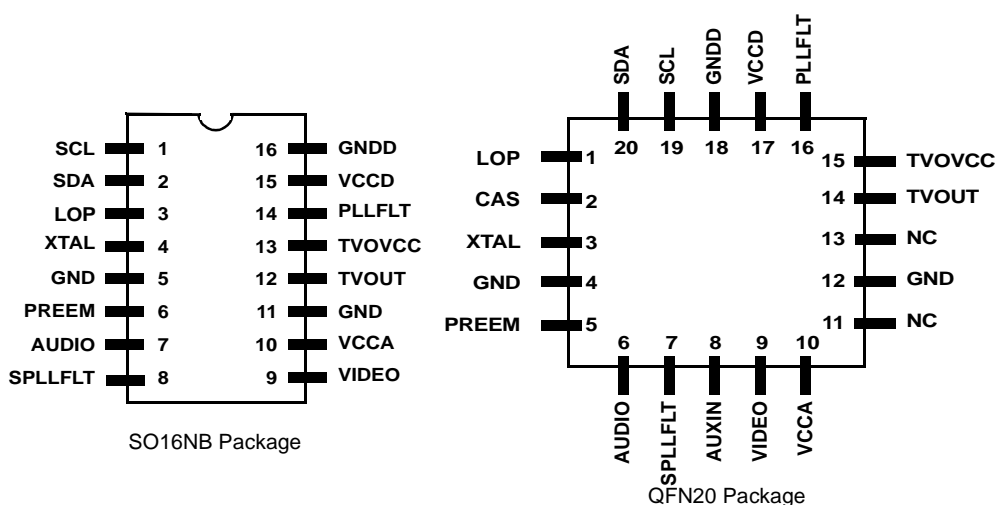 SCL 1 16 GNDD
SDA 2 15 VCCD
LOP 3 14 PLLFLT
XTAL 4 13 TVOVCC
GND 5 12 TVOUT
PREEM 6 11 GND
AUDIO 7 10 VCCA
SPLLFLT 8 9 VIDEO
SO16NB Package
SDA SCL GNDD VCCD PLLFLT
20 19 18 17 16
LOP 1 15 TVOVCC
CAS 2 14 TVOUT
XTAL 3 13 NC
GND 4 12 GND
PREEM 5 11 NC
6 7 8 9 10
AUDIO SPLLFLT AUXIN VIDEO VCCA
QFN20 Package